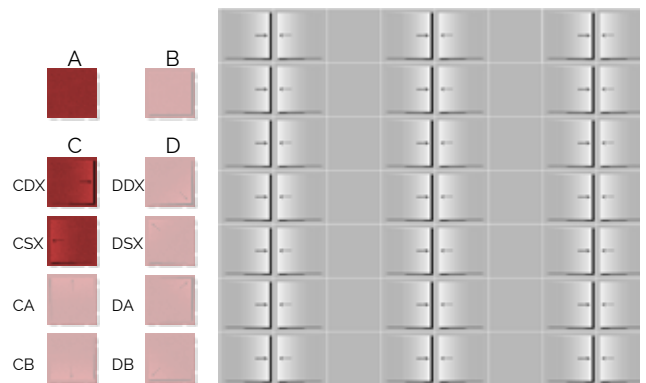 A B
C D
CDX DDX
CSX DSX
CA DA
CB DB